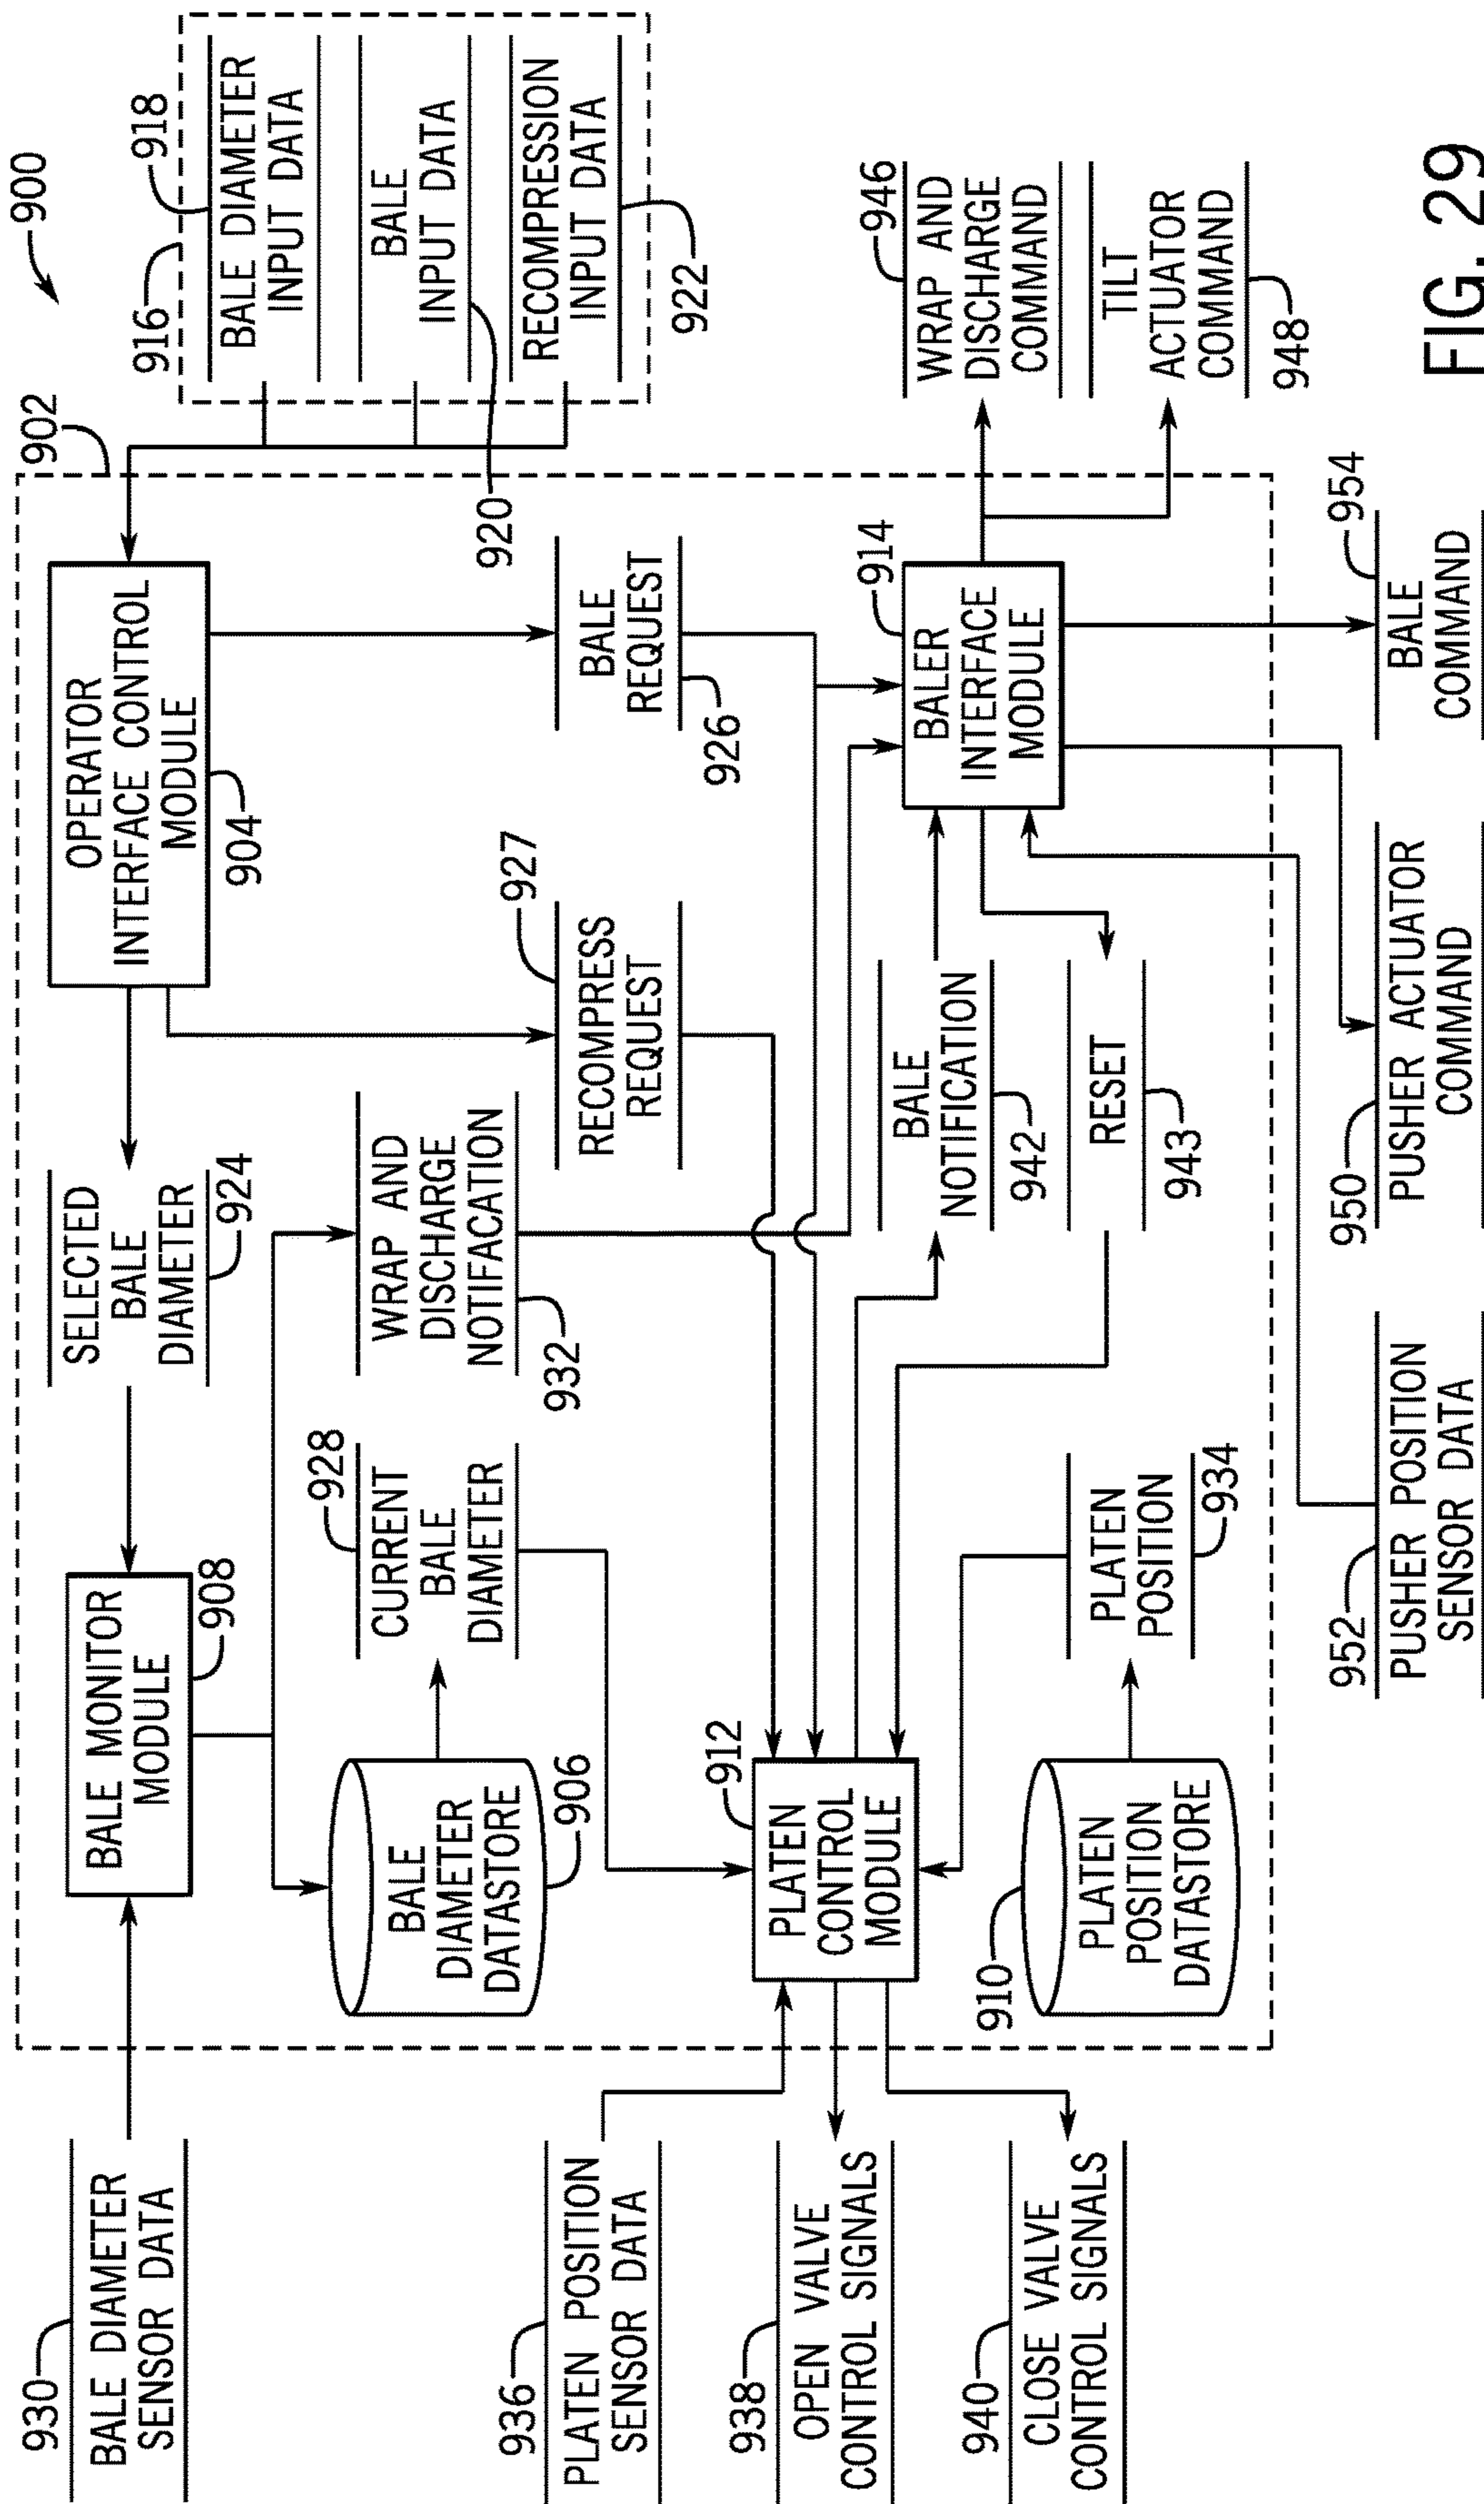 900
902
916
918
BALE DIAMETER
INPUT DATA
BALE
INPUT DATA
920
RECOMPRESSION
INPUT DATA
922
930
BALE DIAMETER
SENSOR DATA
BALE MONITOR
MODULE
908
SELECTED
BALE
DIAMETER
924
OPERATOR
INTERFACE CONTROL
MODULE
904
BALE
DIAMETER
DATASTORE
906
928
CURRENT
BALE
DIAMETER
WRAP AND
DISCHARGE
NOTIFACATION
932
927
RECOMPRESS
REQUEST
BALE
REQUEST
926
936
PLATEN POSITION
SENSOR DATA
938
OPEN VALVE
CONTROL SIGNALS
940
CLOSE VALVE
CONTROL SIGNALS
912
PLATEN
CONTROL
MODULE
910
PLATEN
POSITION
DATASTORE
PLATEN
POSITION
934
BALE
NOTIFICATION
942
RESET
943
914
BALER
INTERFACE
MODULE
946
WRAP AND
DISCHARGE
COMMAND
TILT
ACTUATOR
COMMAND
948
952
PUSHER POSITION
SENSOR DATA
950
PUSHER ACTUATOR
COMMAND
954
BALE
COMMAND
FIG. 29